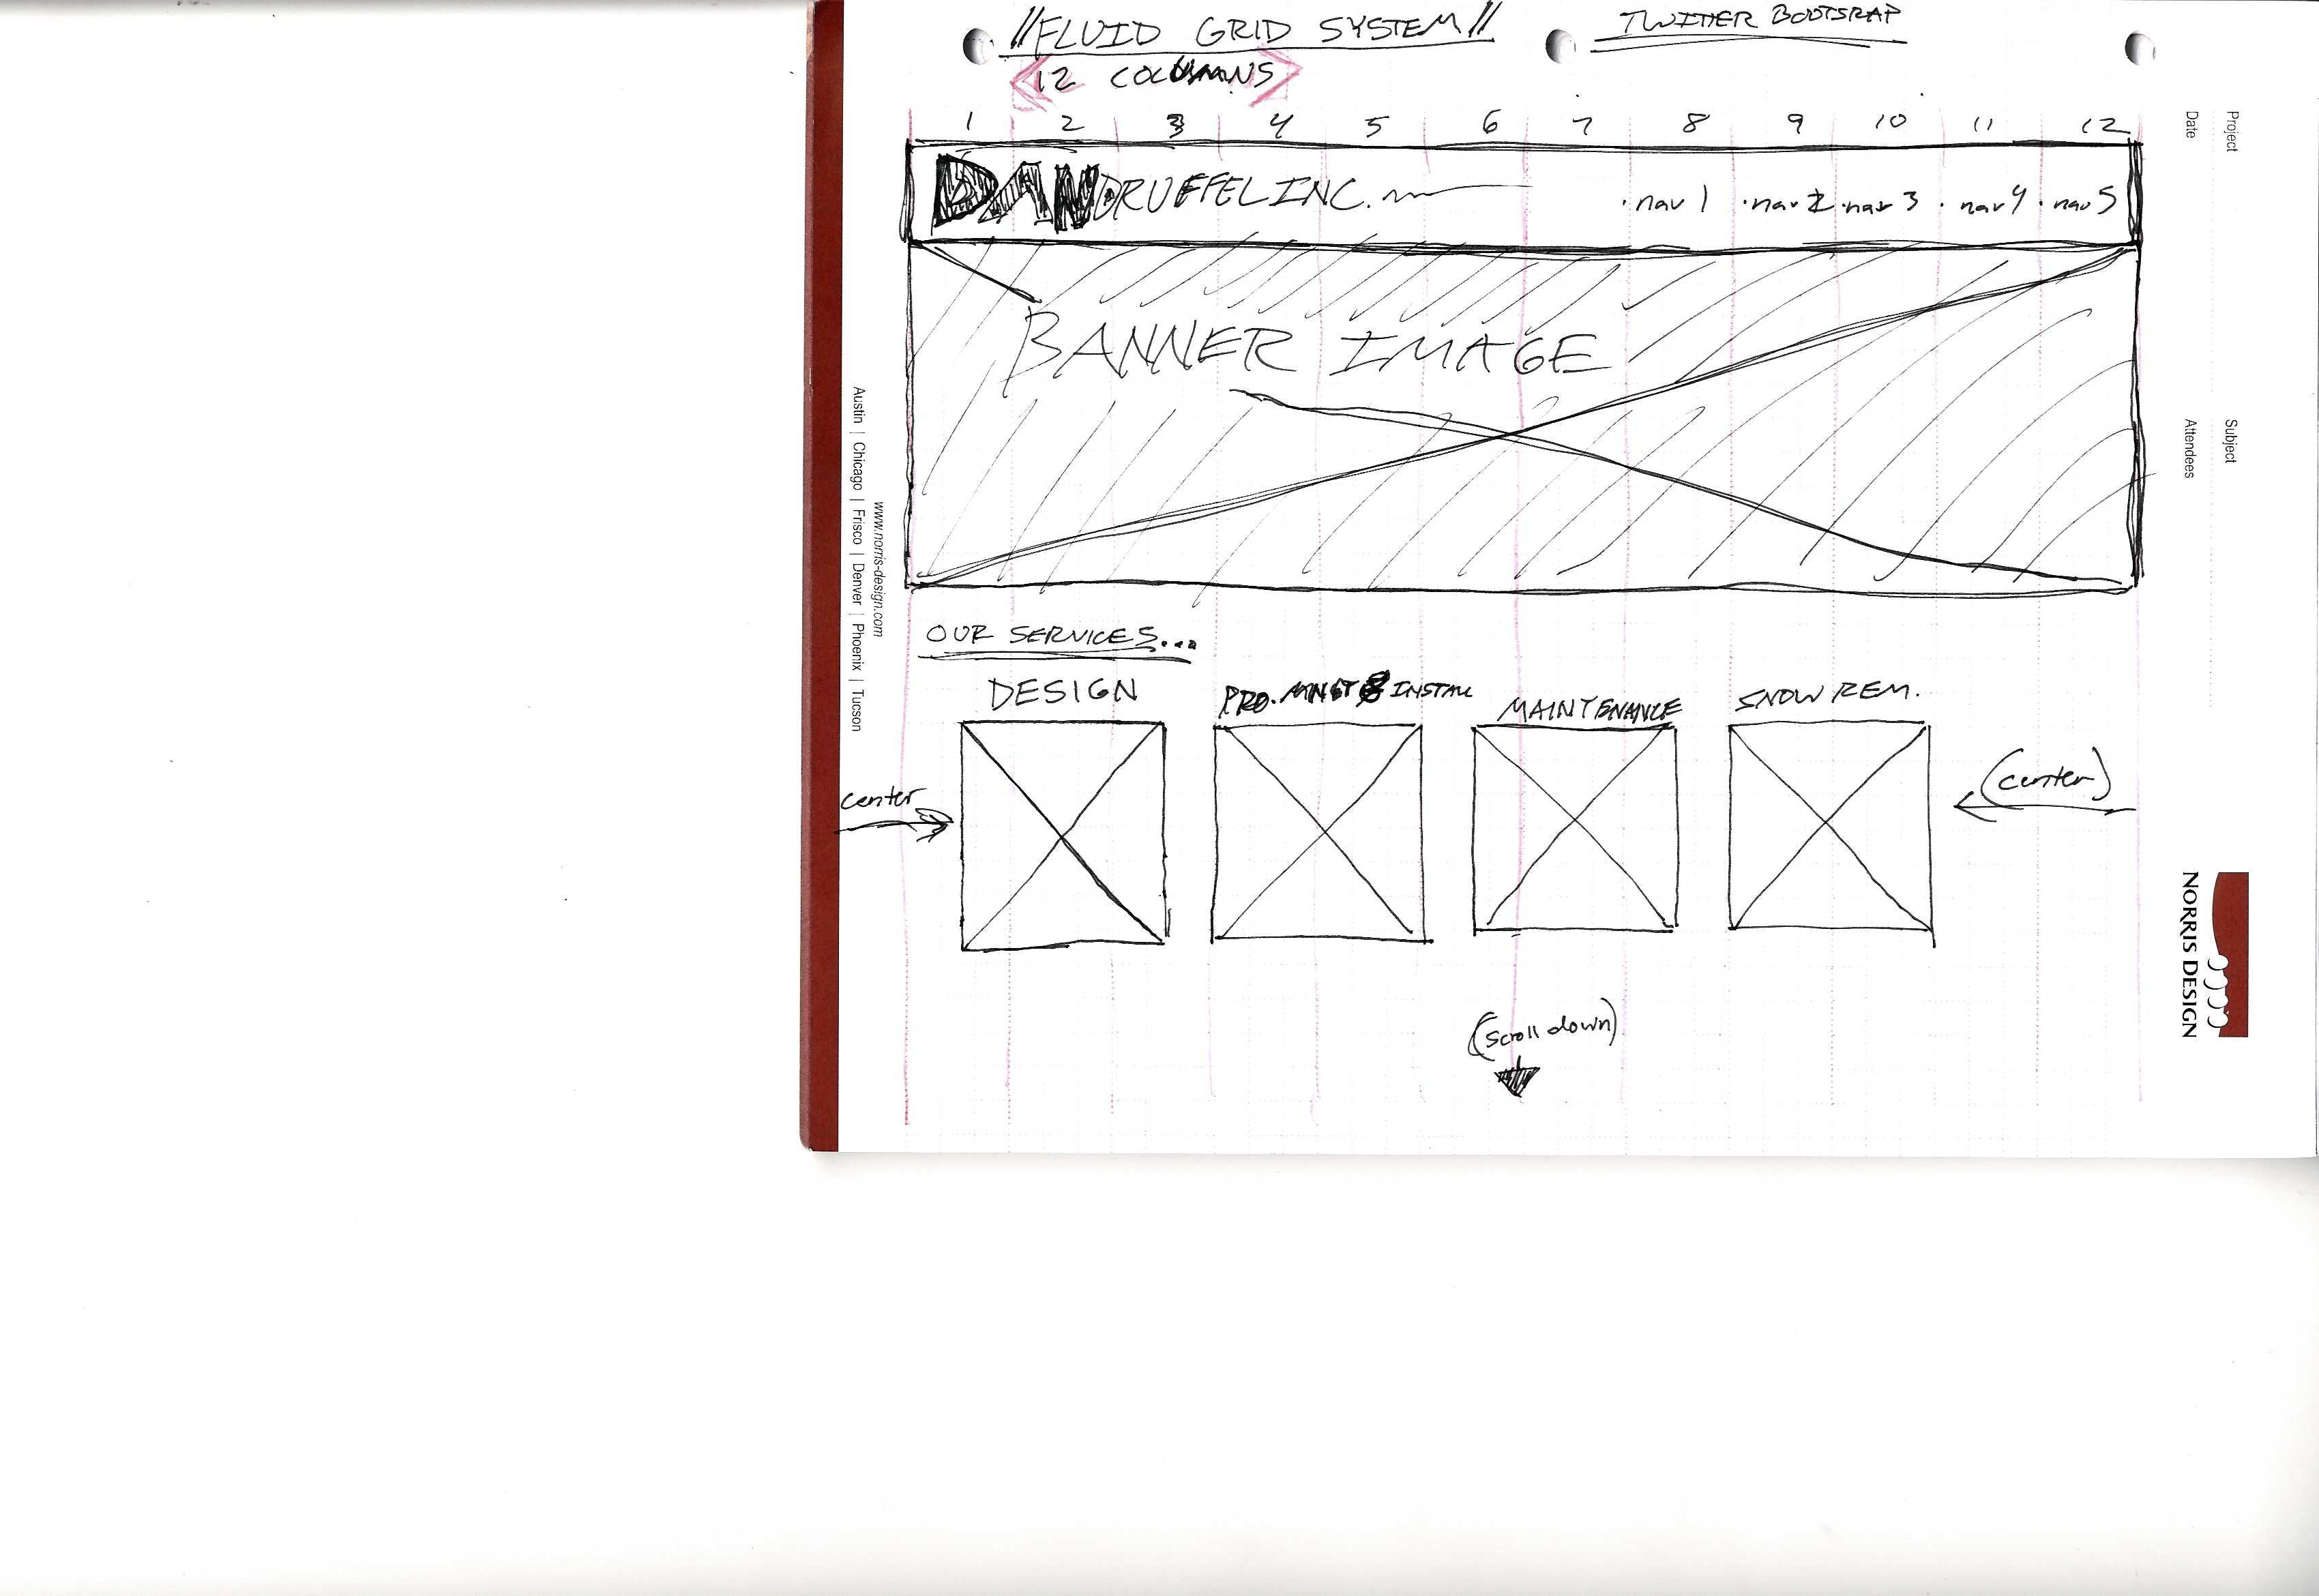 //FLUID GRID SYSTEM//
TWITTER BOOTSRAP
12 COLUMNS
1 2 3 4 5 6 7 8 9 10 11 12
DAN DRUFFEL INC.
·nav 1 ·nav 2 ·nav 3 ·nav 4 ·nav 5
BANNER IMAGE
OUR SERVICES...
DESIGN
PRO. MNGT & INSTALL
MAINTENANCE
SNOW REM.
center
(center)
(scroll down)
www.norris-design.com
Austin | Chicago | Frisco | Denver | Phoenix | Tucson
Project
Date
Subject
Attendees
NORRIS DESIGN